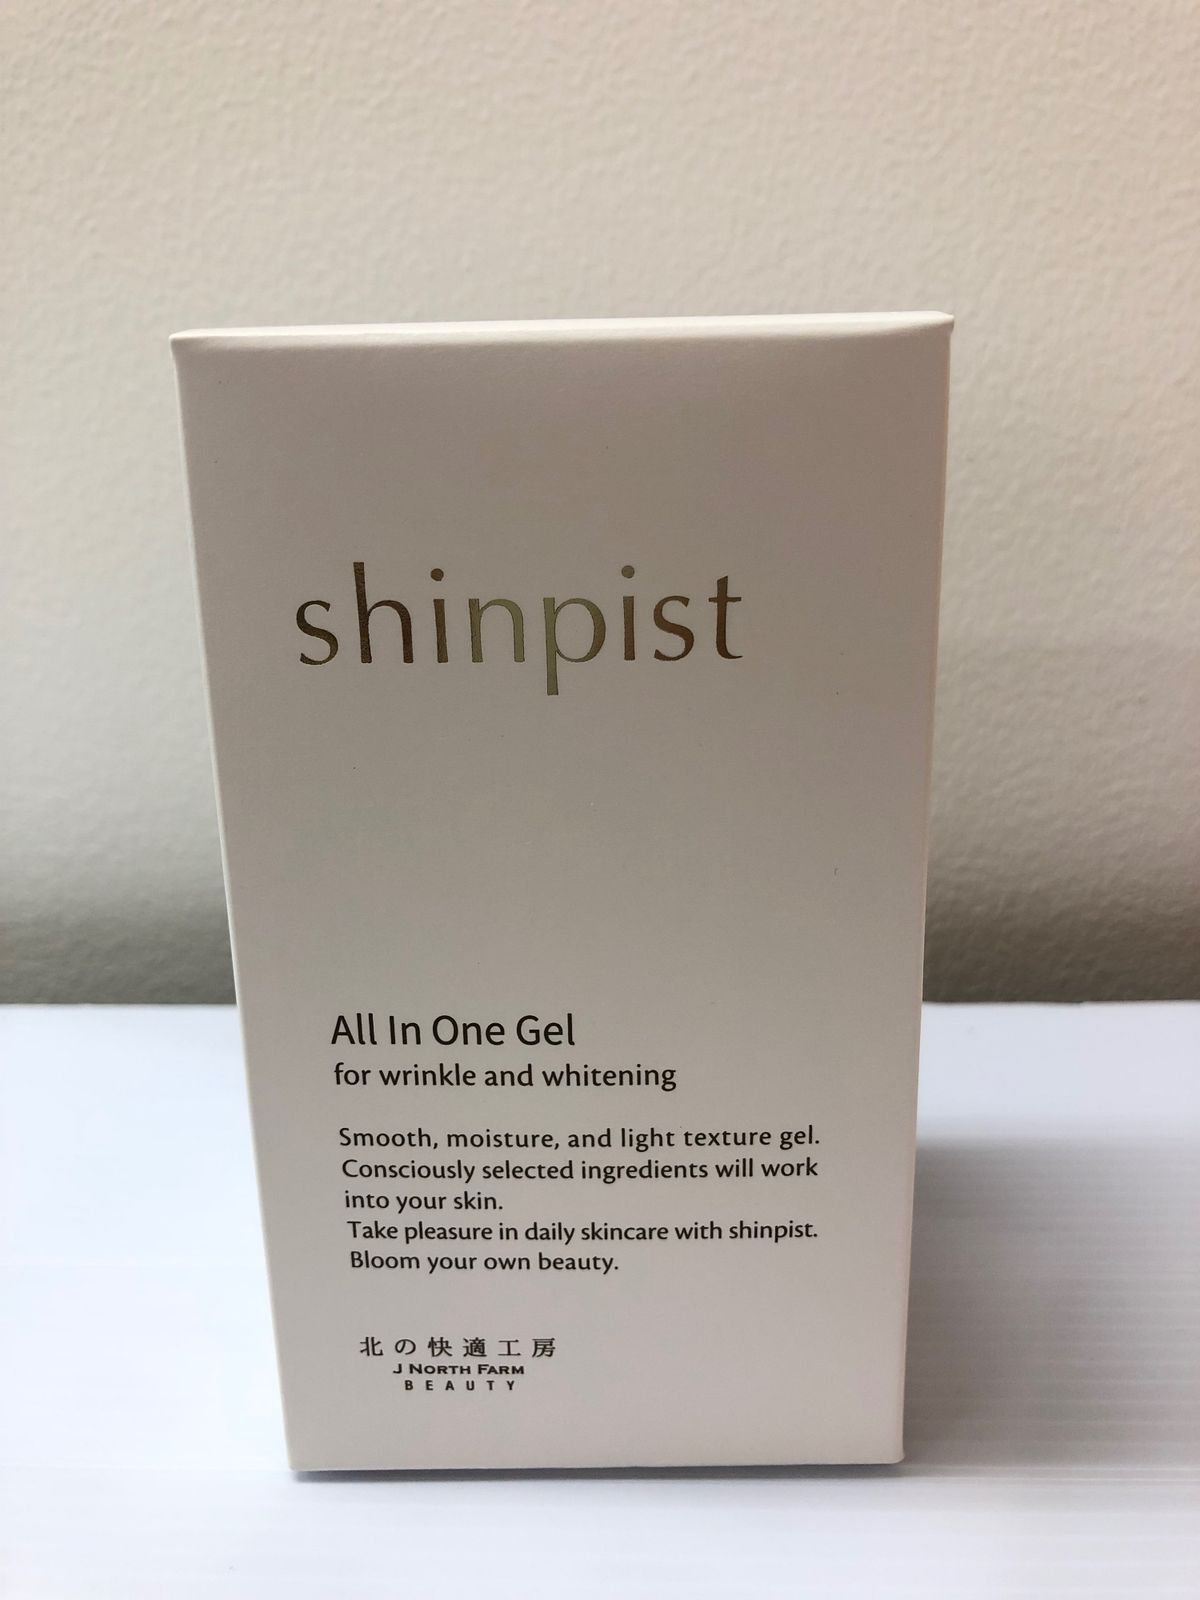 shinpist
All In One Gel
for wrinkle and whitening
Smooth, moisture, and light texture gel.
Consciously selected ingredients will work
into your skin.
Take pleasure in daily skincare with shinpist.
Bloom your own beauty.
北の快適工房
J NORTH FARM
BEAUTY